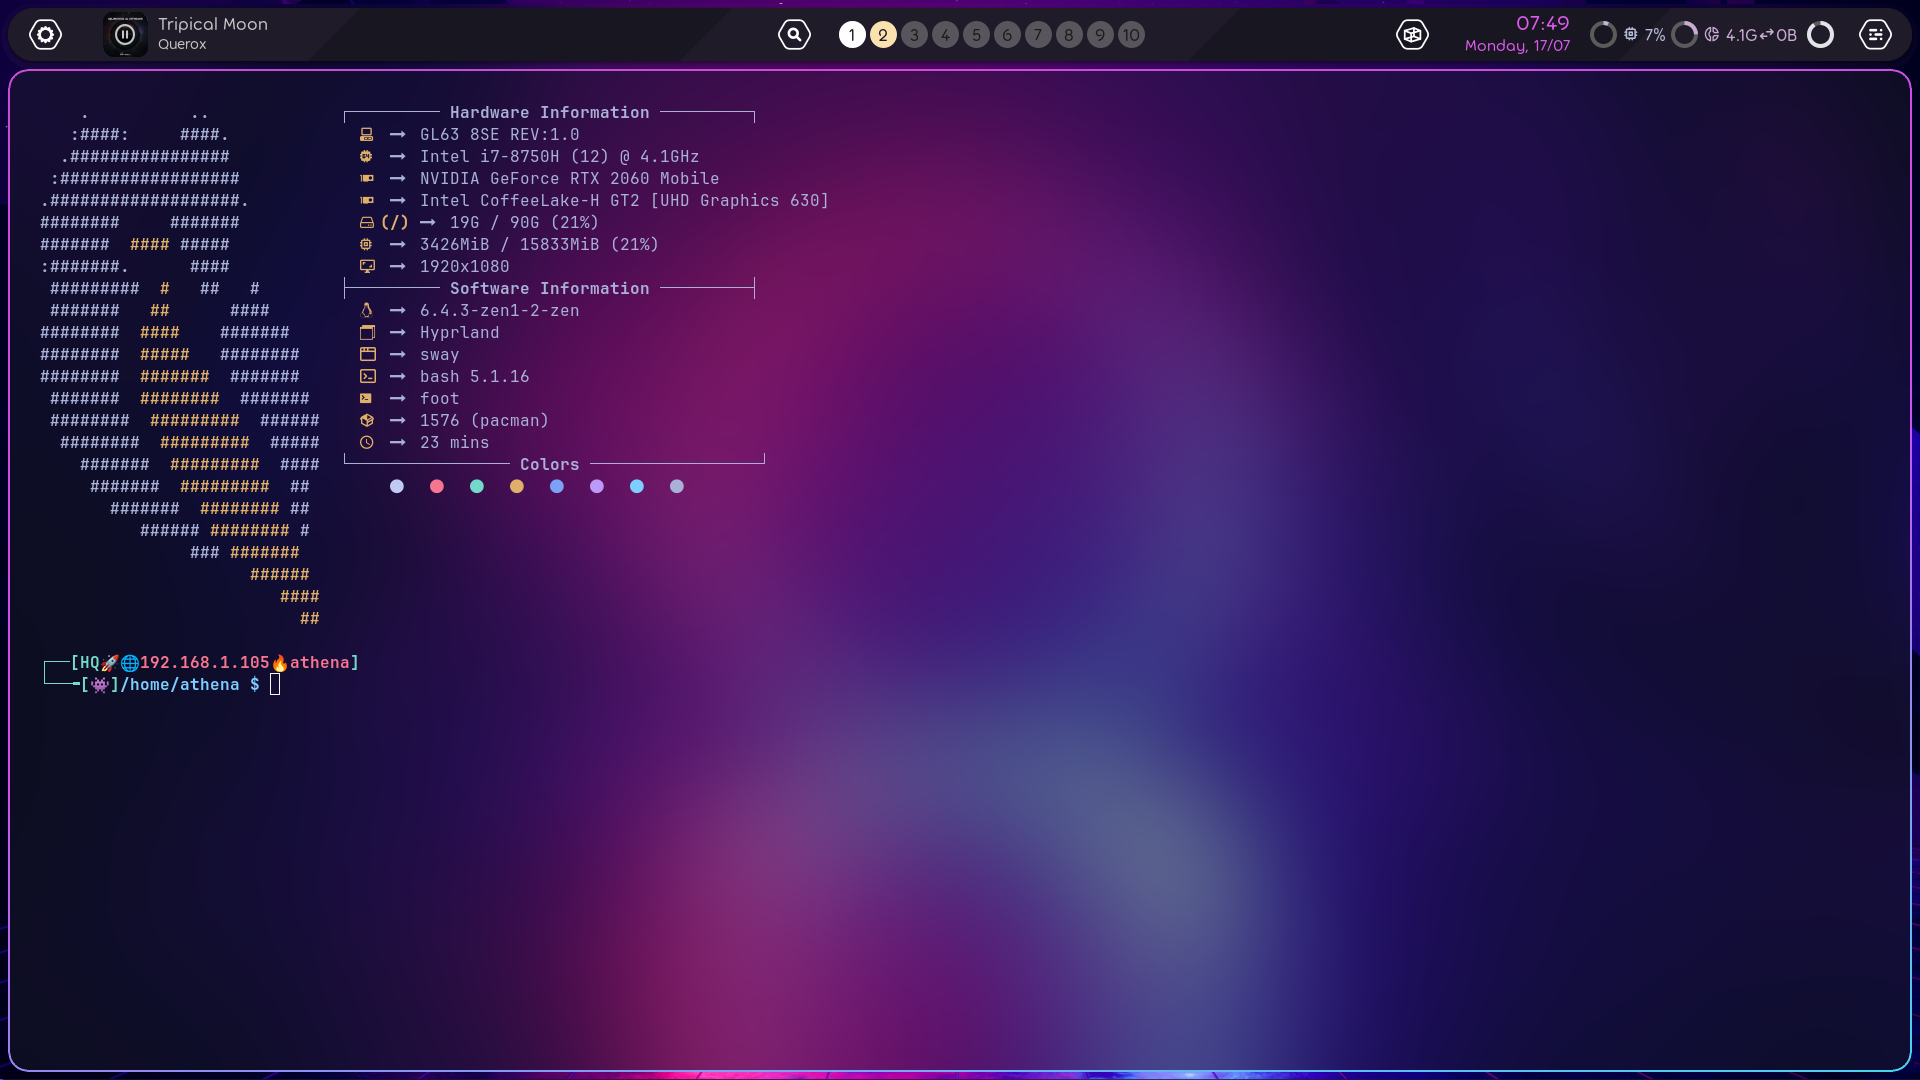 Tripical Moon
Querox
1 2 3 4 5 6 7 8 9 10
07:49
Monday, 17/07
7% 4.1G 0B
Hardware Information
GL63 8SE REV:1.0
Intel i7-8750H (12) @ 4.1GHz
NVIDIA GeForce RTX 2060 Mobile
Intel CoffeeLake-H GT2 [UHD Graphics 630]
(/) 19G / 90G (21%)
3426MiB / 15833MiB (21%)
1920x1080
Software Information
6.4.3-zen1-2-zen
Hyprland
sway
bash 5.1.16
foot
1576 (pacman)
23 mins
Colors
[HQ🚀🌐192.168.1.105🔥athena]
[👾]/home/athena $